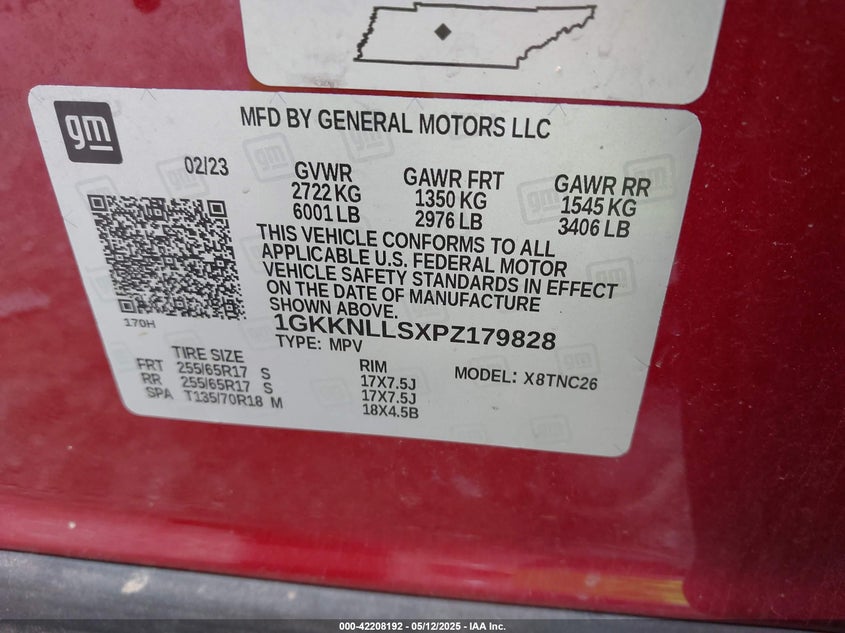 gm
MFD BY GENERAL MOTORS LLC
02/23
GVWR
2722 KG
6001 LB
GAWR FRT
1350 KG
2976 LB
GAWR RR
1545 KG
3406 LB
THIS VEHICLE CONFORMS TO ALL
APPLICABLE U.S. FEDERAL MOTOR
VEHICLE SAFETY STANDARDS IN EFFECT
ON THE DATE OF MANUFACTURE
SHOWN ABOVE.
170H
1GKKNLLSXPZ179828
TYPE: MPV
TIRE SIZE
FRT 255/65R17 S
RR 255/65R17 S
SPA T135/70R18 M
RIM
17X7.5J
17X7.5J
18X4.5B
MODEL: X8TNC26
000-42208192 - 05/12/2025 - IAA Inc.